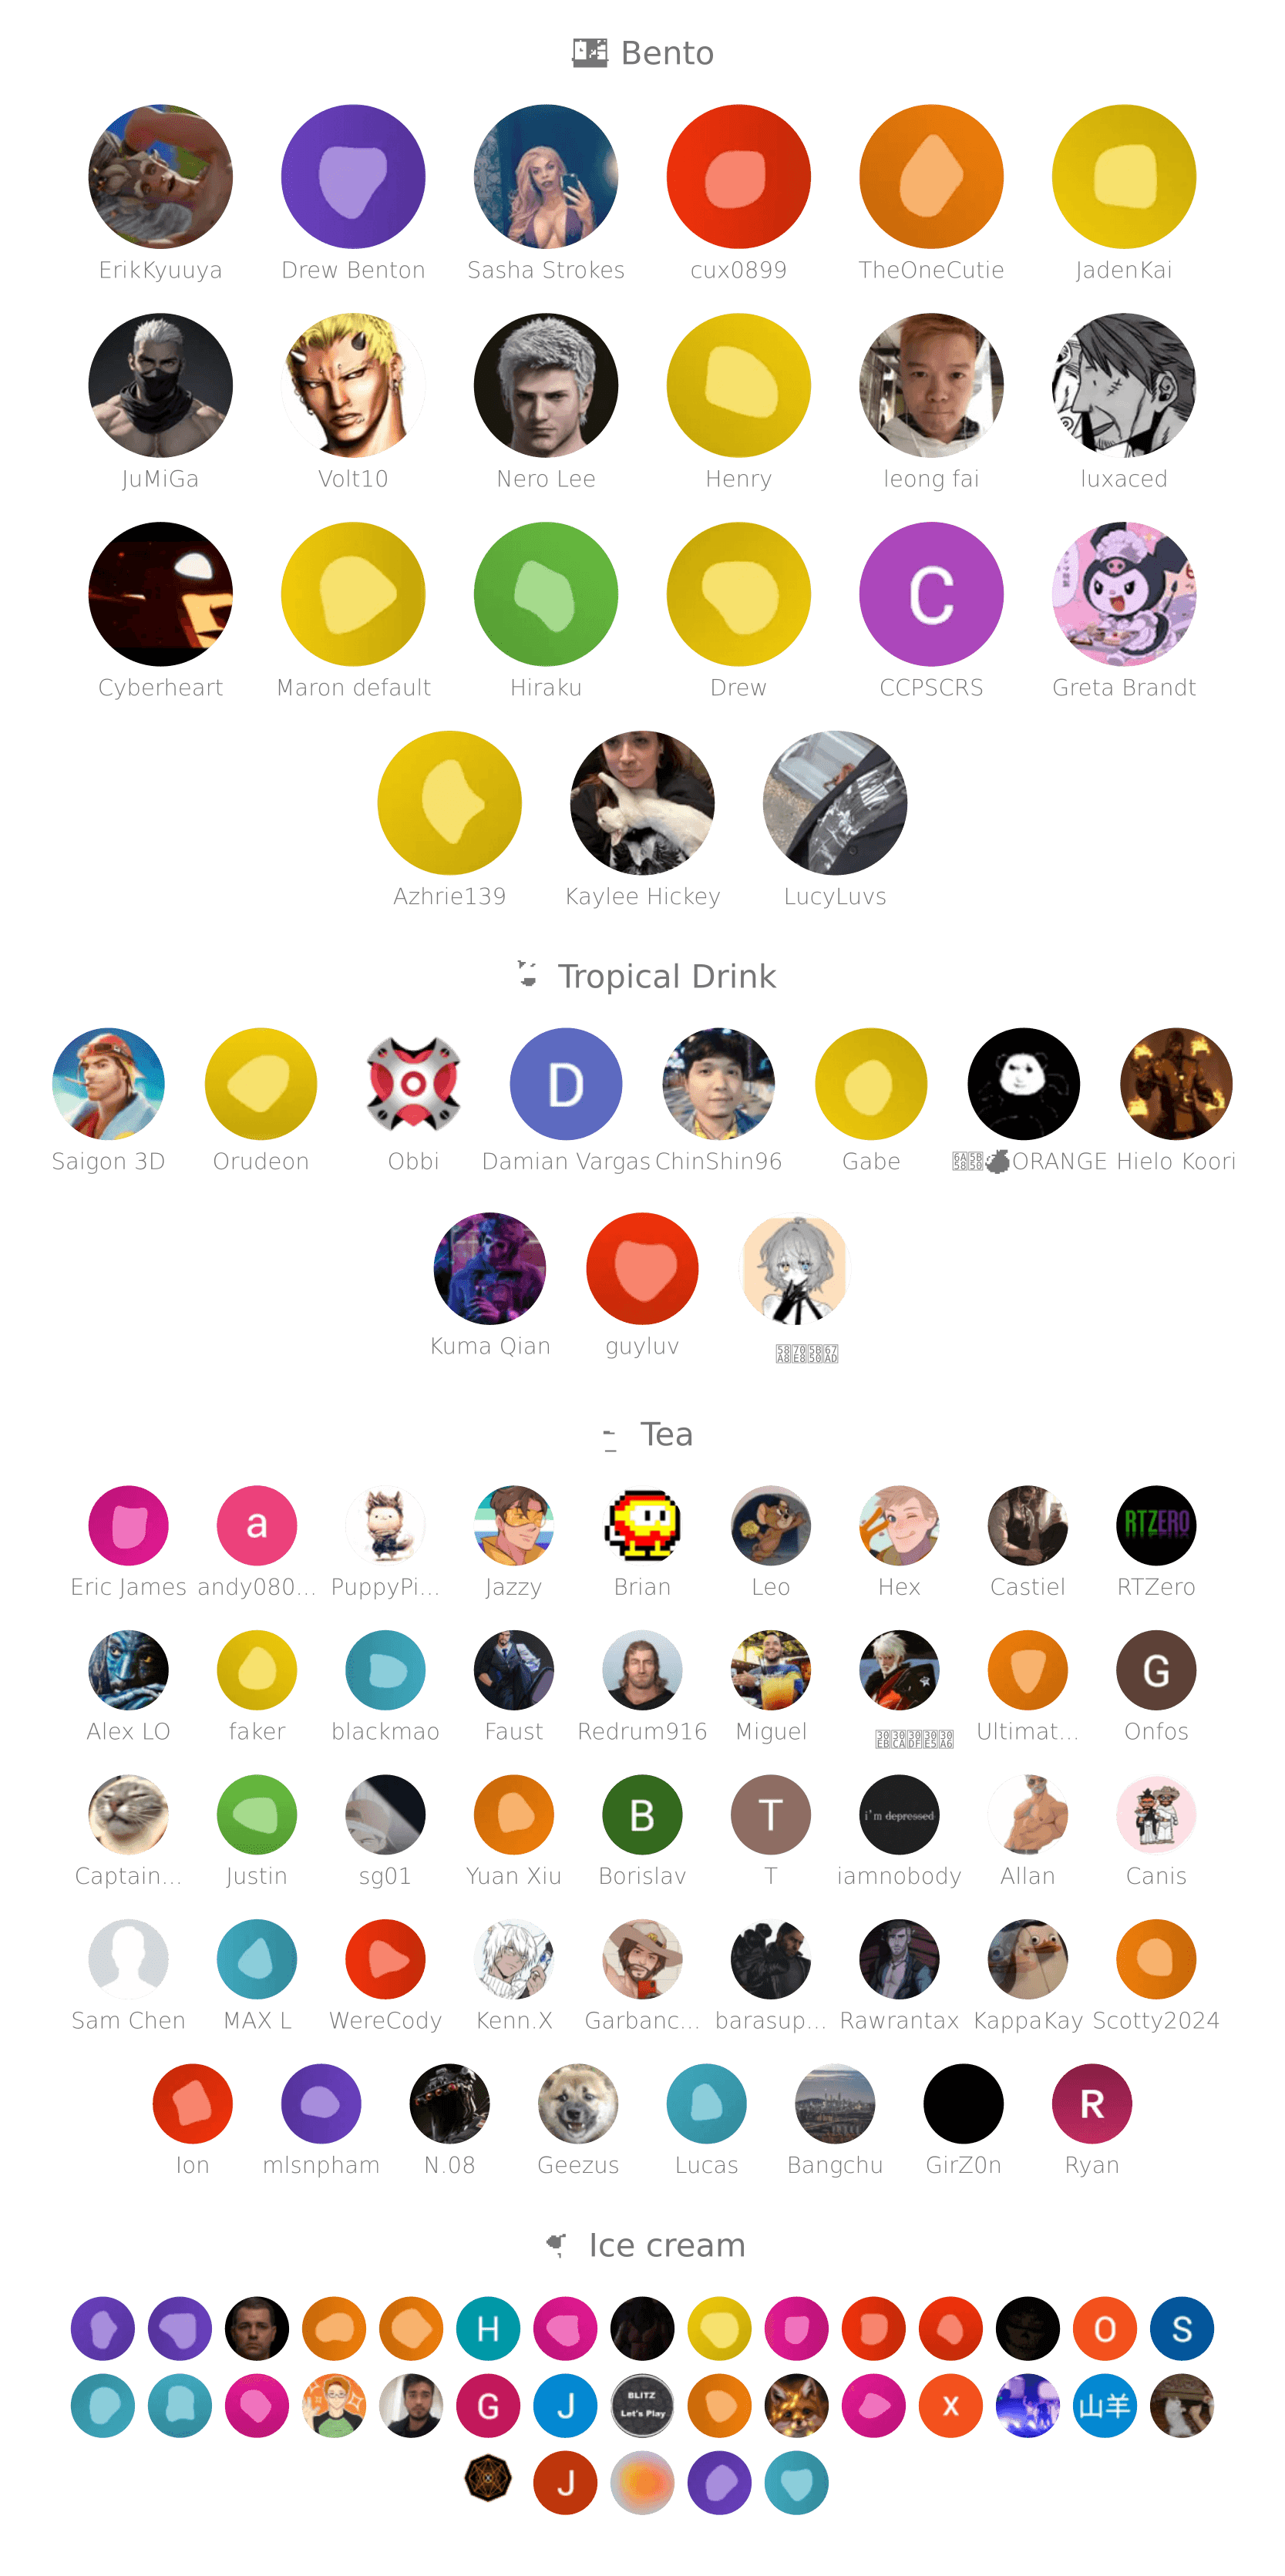 Bento
ErikKyuuya Drew Benton Sasha Strokes cux0899 TheOneCutie JadenKai
JuMiGa Volt10 Nero Lee Henry leong fai luxaced
C
Cyberheart Maron default Hiraku Drew CCPSCRS Greta Brandt
Azhrie139 Kaylee Hickey LucyLuvs
Tropical Drink
D
Saigon 3D Orudeon Obbi Damian Vargas ChinShin96 Gabe ORANGE Hielo Koori
Kuma Qian guyluv
Tea
a RTZERO
Eric James andy080... PuppyPi... Jazzy Brian Leo Hex Castiel RTZero
G
Alex LO faker blackmao Faust Redrum916 Miguel Ultimat... Onfos
B T i'm depressed
Captain... Justin sg01 Yuan Xiu Borislav T iamnobody Allan Canis
Sam Chen MAX L WereCody Kenn.X Garbanc... barasup... Rawrantax KappaKay Scotty2024
R
Ion mlsnpham N.08 Geezus Lucas Bangchu GirZ0n Ryan
Ice cream
H O S
G J BLITZ Let's Play x 山羊
J